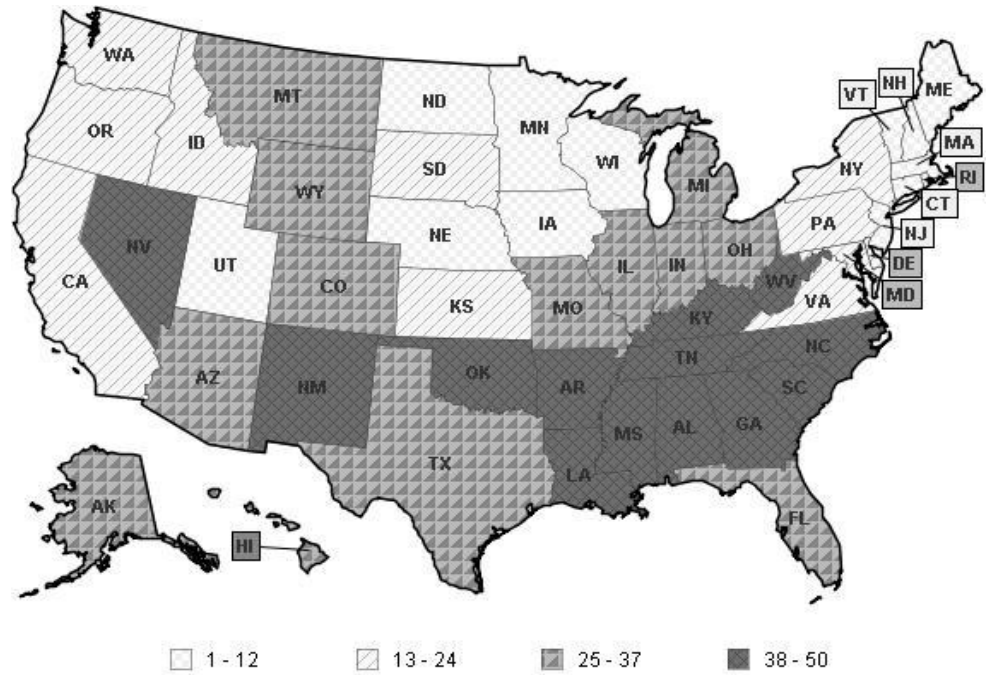 WA
MT
ND
MN
VT
NH
ME
OR
ID
SD
WI
MA
WY
NY
MI
RI
CT
NE
IA
PA
NV
UT
NJ
IL
IN
OH
DE
CA
CO
KS
MO
WV
VA
MD
KY
NC
TN
AZ
NM
OK
AR
SC
MS
AL
GA
TX
LA
AK
FL
HI
1 - 12
13 - 24
25 - 37
38 - 50